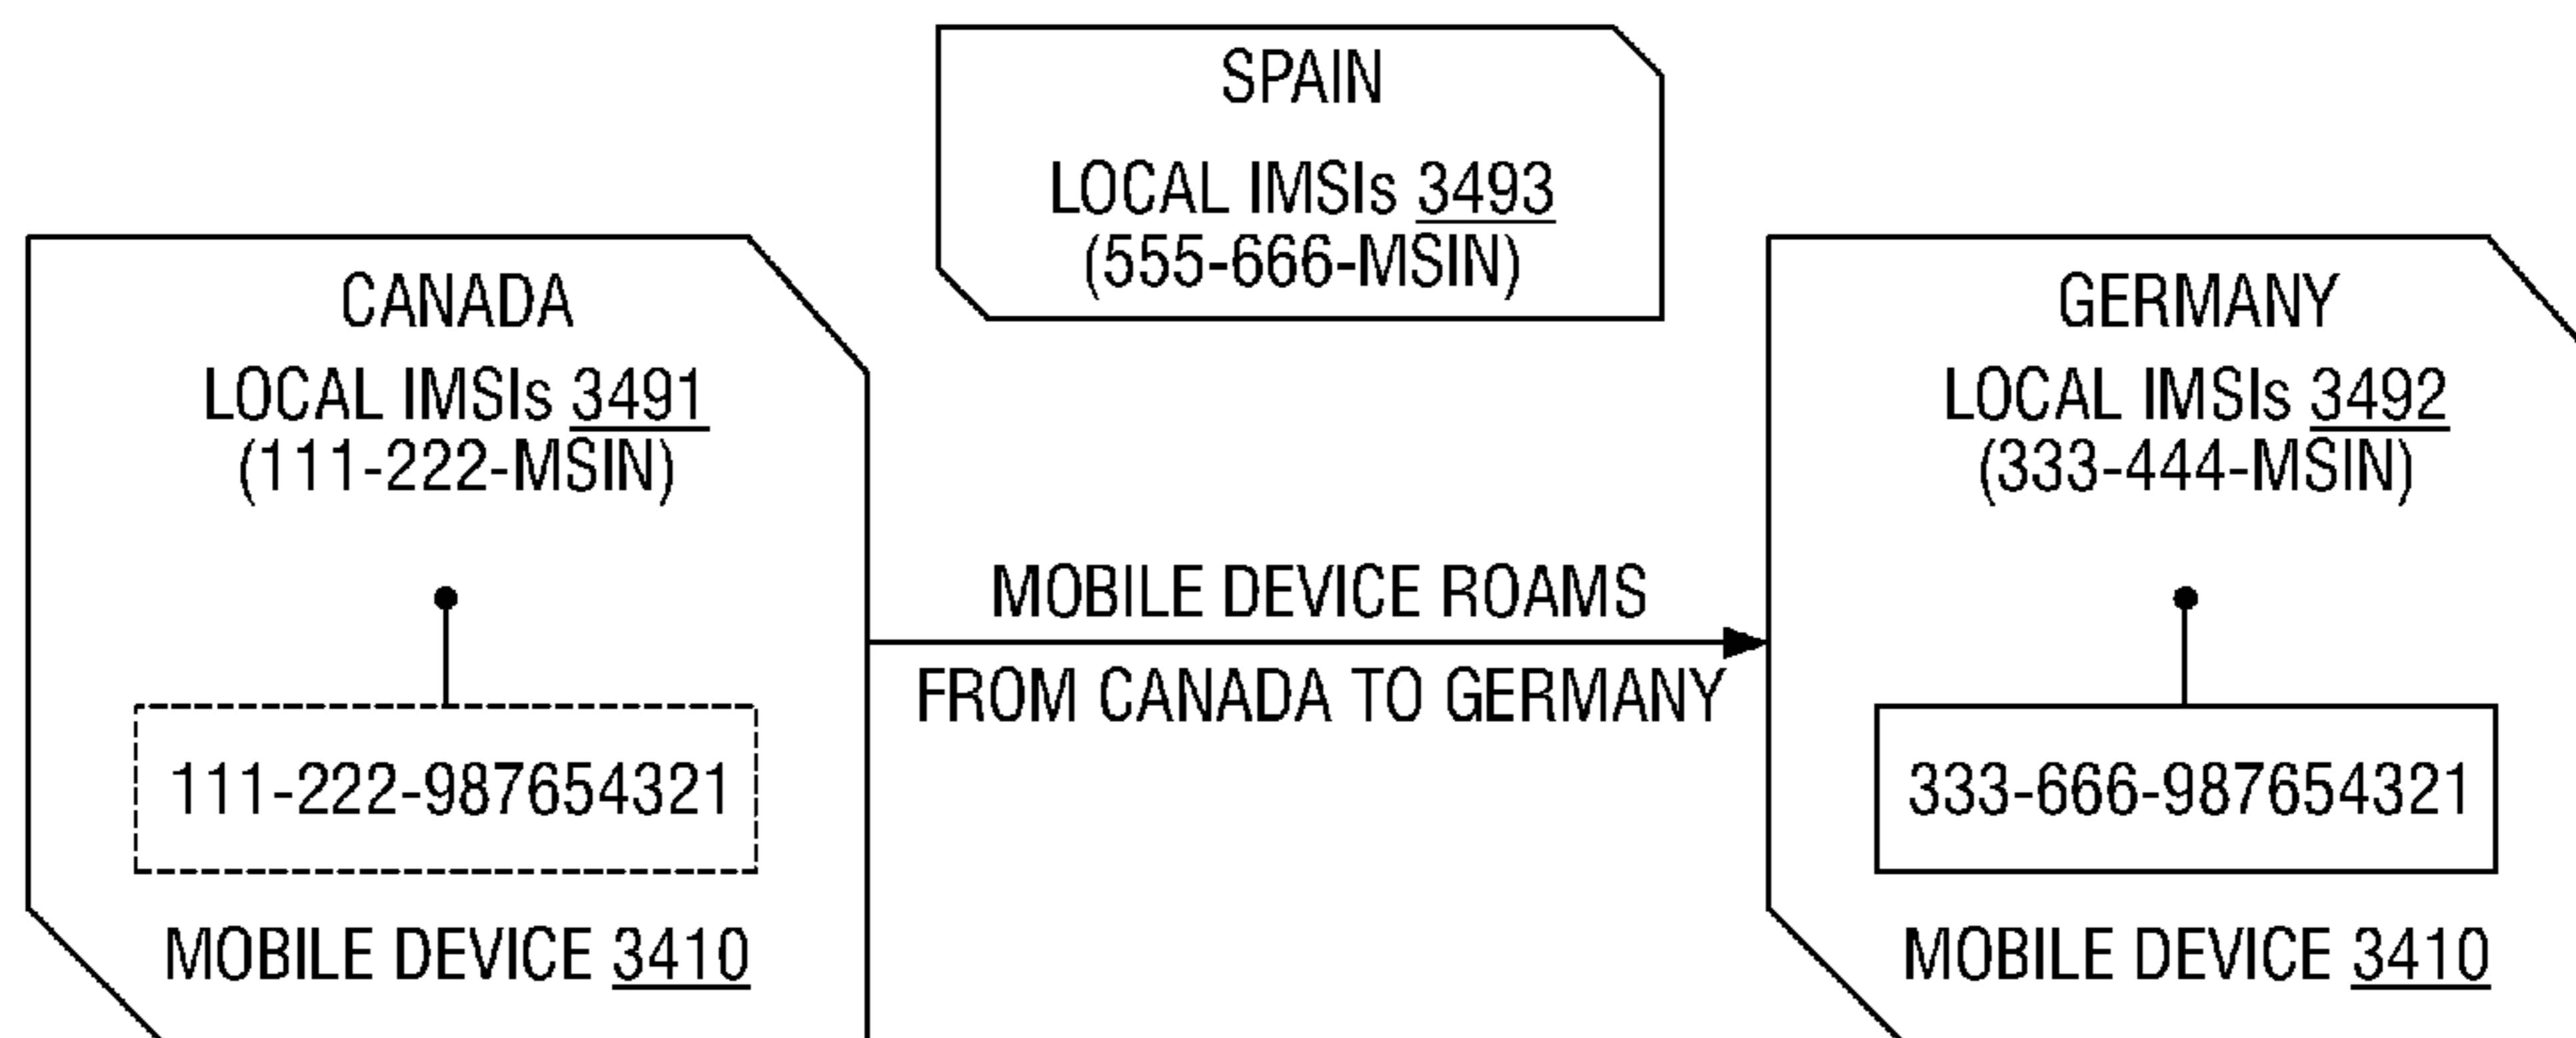 SPAIN
LOCAL IMSIs 3493
(555-666-MSIN)
CANADA
LOCAL IMSIs 3491
(111-222-MSIN)
111-222-987654321
MOBILE DEVICE 3410
MOBILE DEVICE ROAMS
FROM CANADA TO GERMANY
GERMANY
LOCAL IMSIs 3492
(333-444-MSIN)
333-666-987654321
MOBILE DEVICE 3410